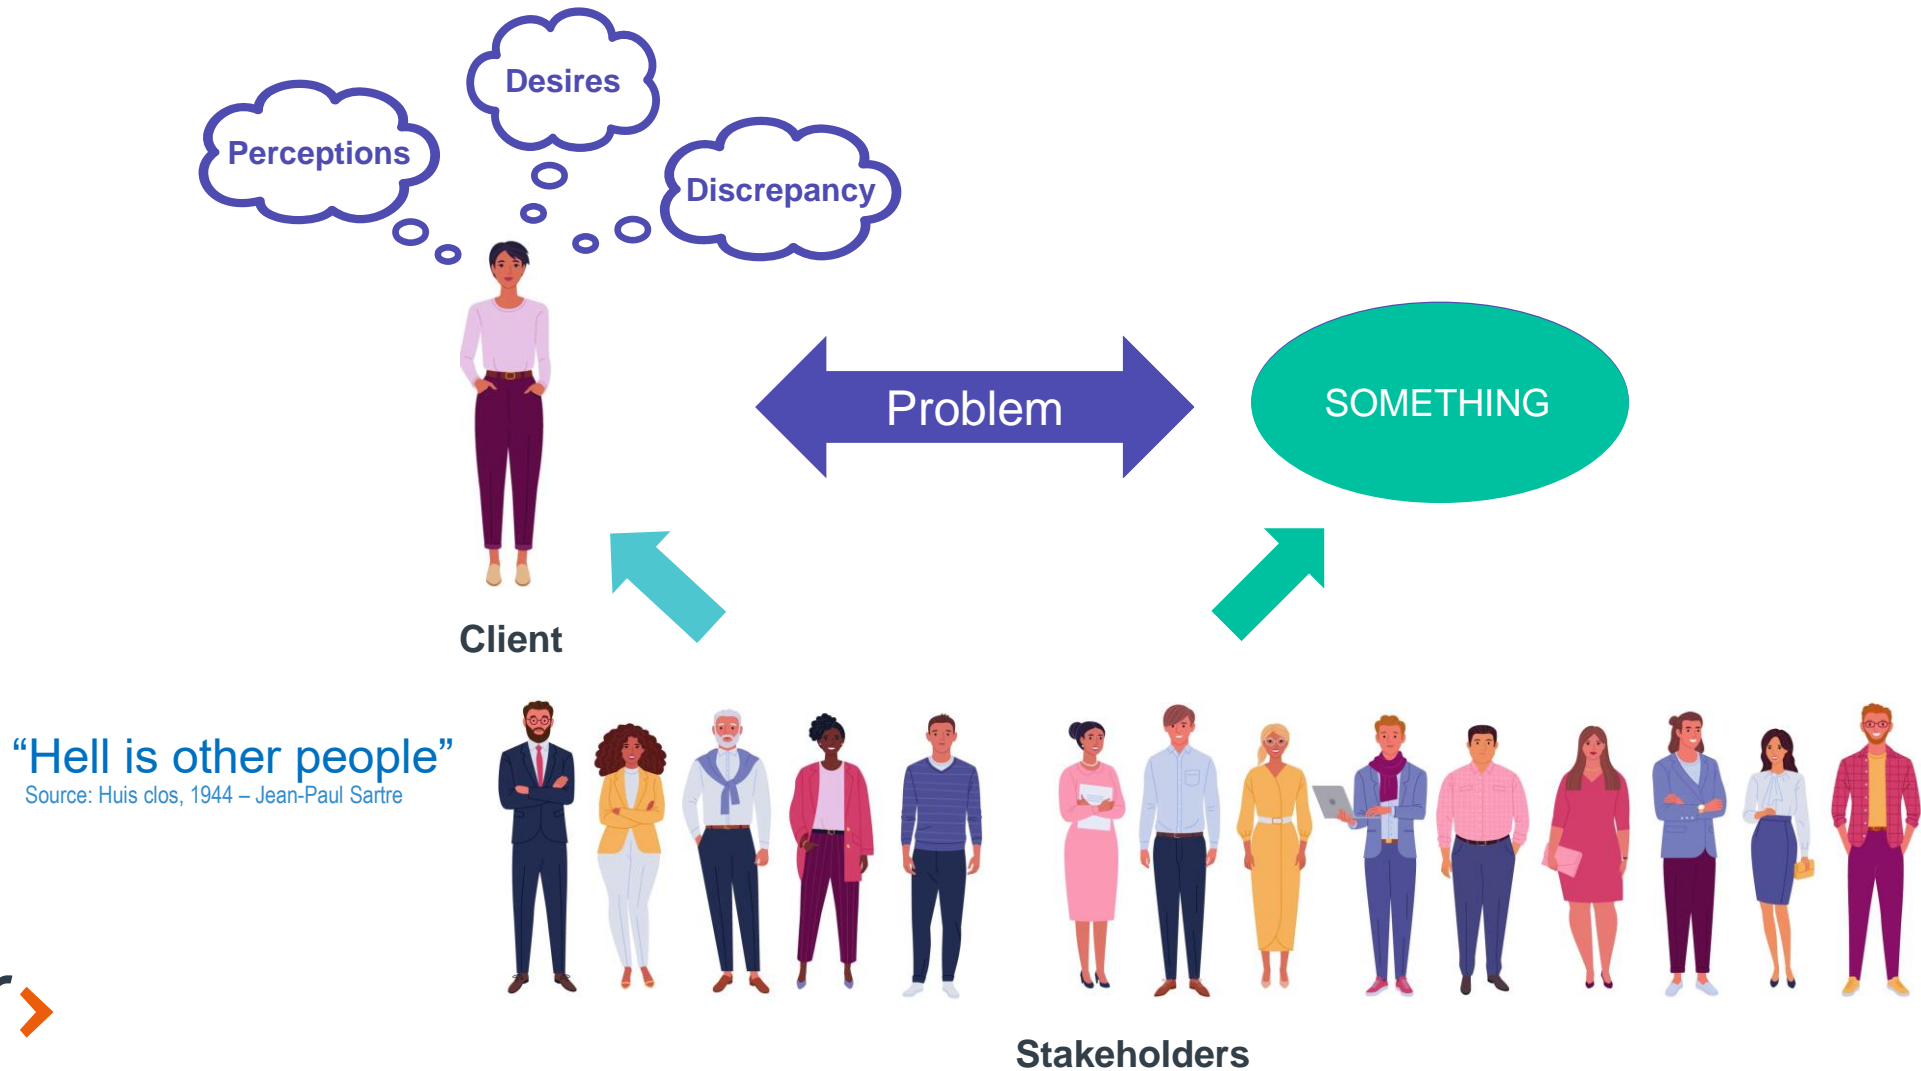 Desires
Perceptions
Discrepancy
Problem
SOMETHING
Client
“Hell is other people”
Source: Huis clos, 1944 – Jean-Paul Sartre
Stakeholders